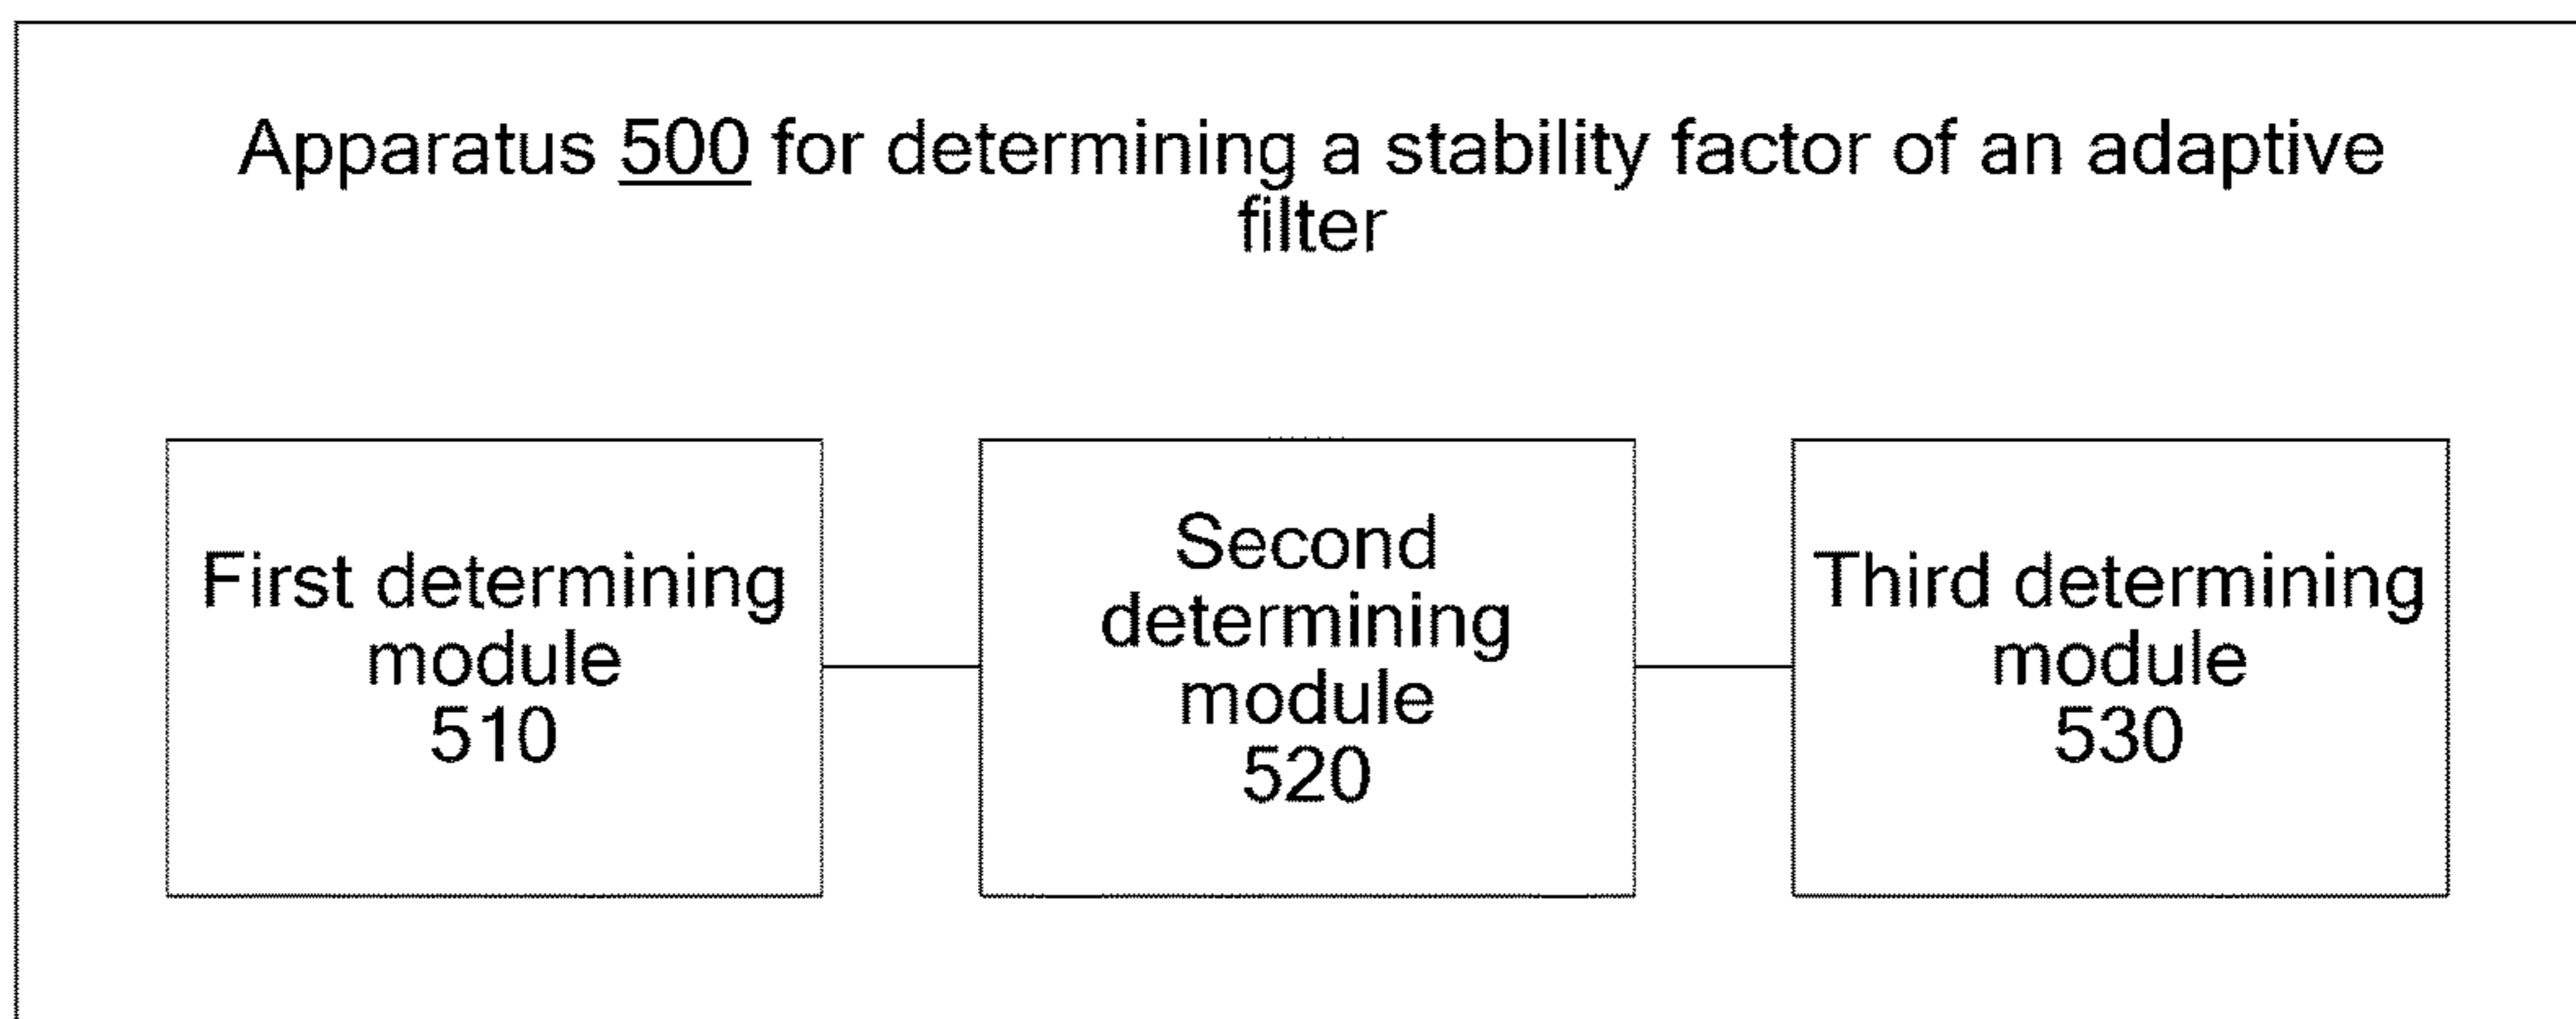 Apparatus 500 for determining a stability factor of an adaptive
filter
First determining
module
510
Second
determining
module
520
Third determining
module
530